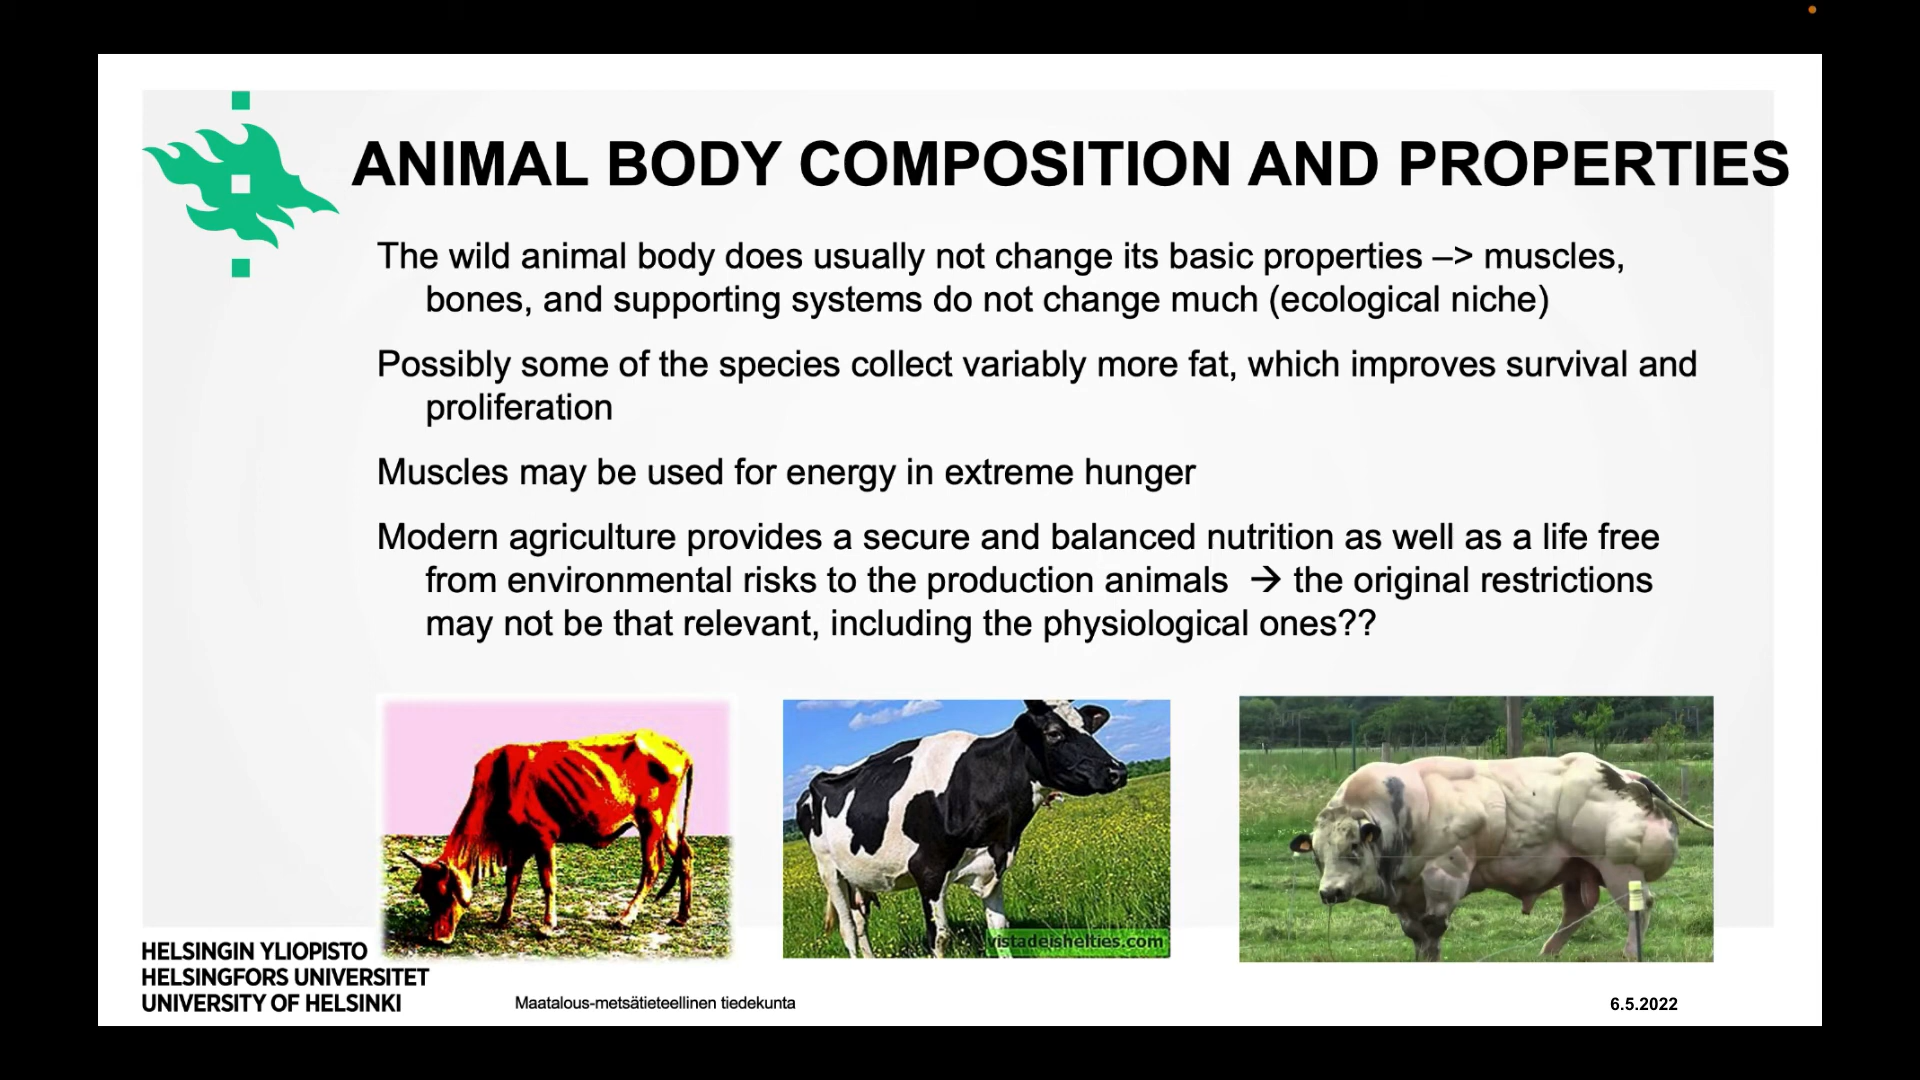 ANIMAL BODY COMPOSITION AND PROPERTIES
The wild animal body does usually not change its basic properties –> muscles,
bones, and supporting systems do not change much (ecological niche)
Possibly some of the species collect variably more fat, which improves survival and
proliferation
Muscles may be used for energy in extreme hunger
Modern agriculture provides a secure and balanced nutrition as well as a life free
from environmental risks to the production animals → the original restrictions
may not be that relevant, including the physiological ones??
vistadeishelties.com
HELSINGIN YLIOPISTO
HELSINGFORS UNIVERSITET
UNIVERSITY OF HELSINKI
Maatalous-metsätieteellinen tiedekunta
6.5.2022